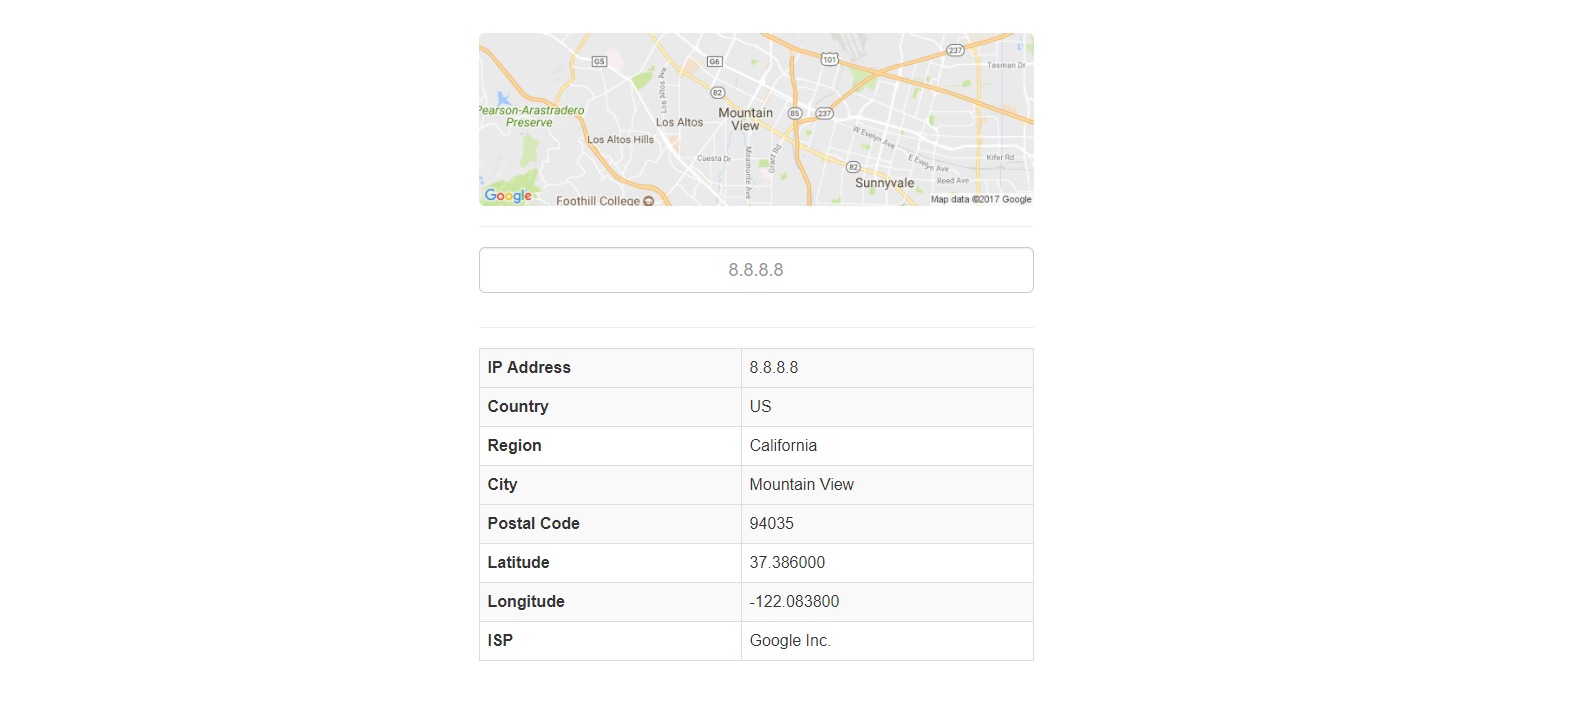 237
101
G5
G6
Tasman Dr
Los Altos Ave
82
Pearson-Arastradero
Preserve
Mountain
View
85
237
Los Altos
W Evelyn Ave
Los Altos Hills
Cuesta Dr
Miramonte Ave
Grant Rd
E Evelyn Ave
Kifer Rd
82
Reed Ave
Sunnyvale
Google
Foothill College
Map data ©2017 Google
8.8.8.8
IP Address 8.8.8.8
Country US
Region California
City Mountain View
Postal Code 94035
Latitude 37.386000
Longitude -122.083800
ISP Google Inc.